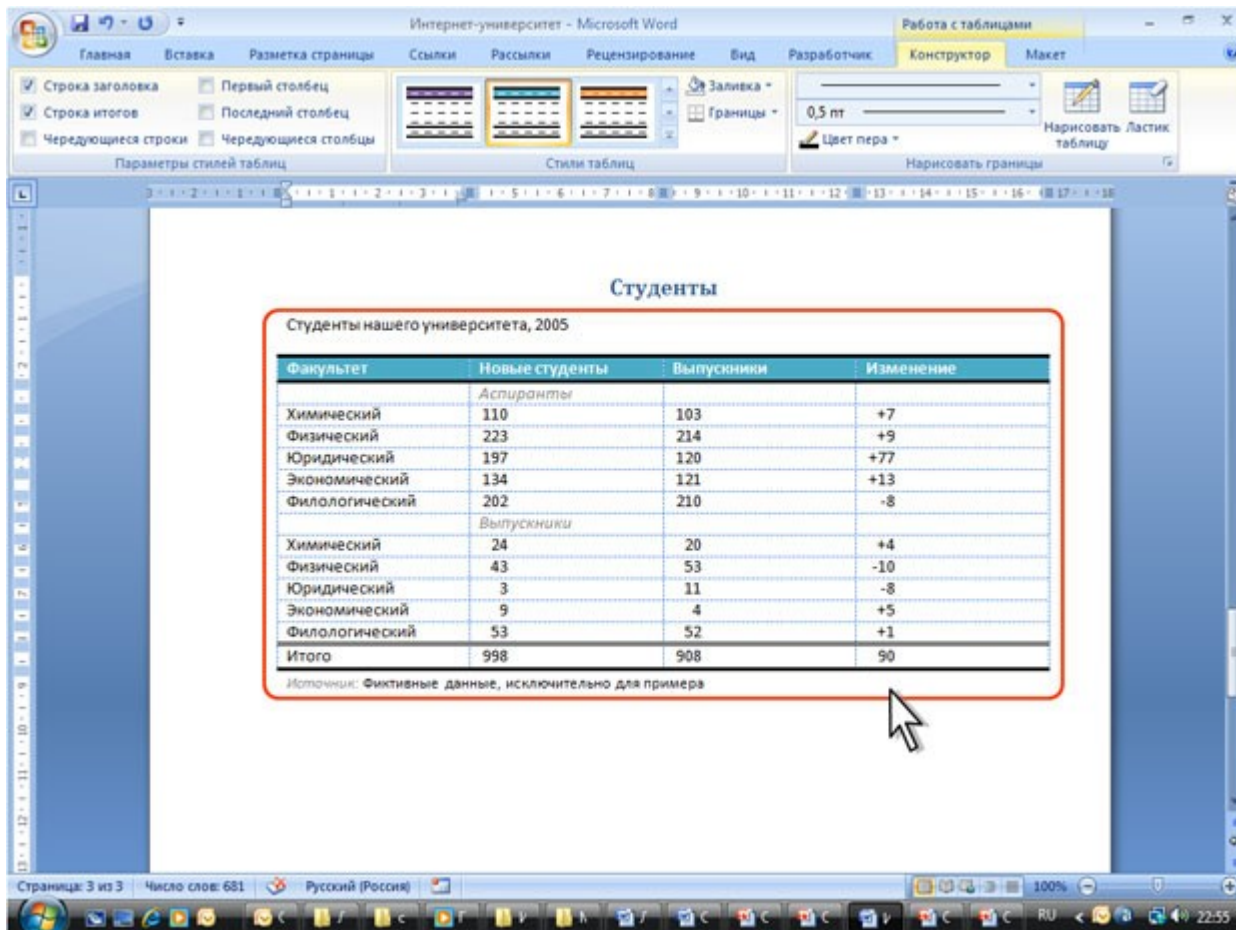 Интернет-университет - Microsoft Word
Работа с таблицами
Главная Вставка Разметка страницы Ссылки Рассылки Рецензирование Вид Разработчик Конструктор Макет
Строка заголовка Первый столбец
Строка итогов Последний столбец
Чередующиеся строки Чередующиеся столбцы
Параметры стилей таблиц
Стили таблиц
Заливка
Границы
0,5 пт
Цвет пера
Нарисовать таблицу
Ластик
Нарисовать границы
Студенты
Студенты нашего университета, 2005
Факультет Новые студенты Выпускники Изменение
Аспиранты
Химический 110 103 +7
Физический 223 214 +9
Юридический 197 120 +77
Экономический 134 121 +13
Филологический 202 210 -8
Выпускники
Химический 24 20 +4
Физический 43 53 -10
Юридический 3 11 -8
Экономический 9 4 +5
Филологический 53 52 +1
Итого 998 908 90
Источник: Фиктивные данные, исключительно для примера
Страница: 3 из 3 Число слов: 681 Русский (Россия) 100%
RU 22:55